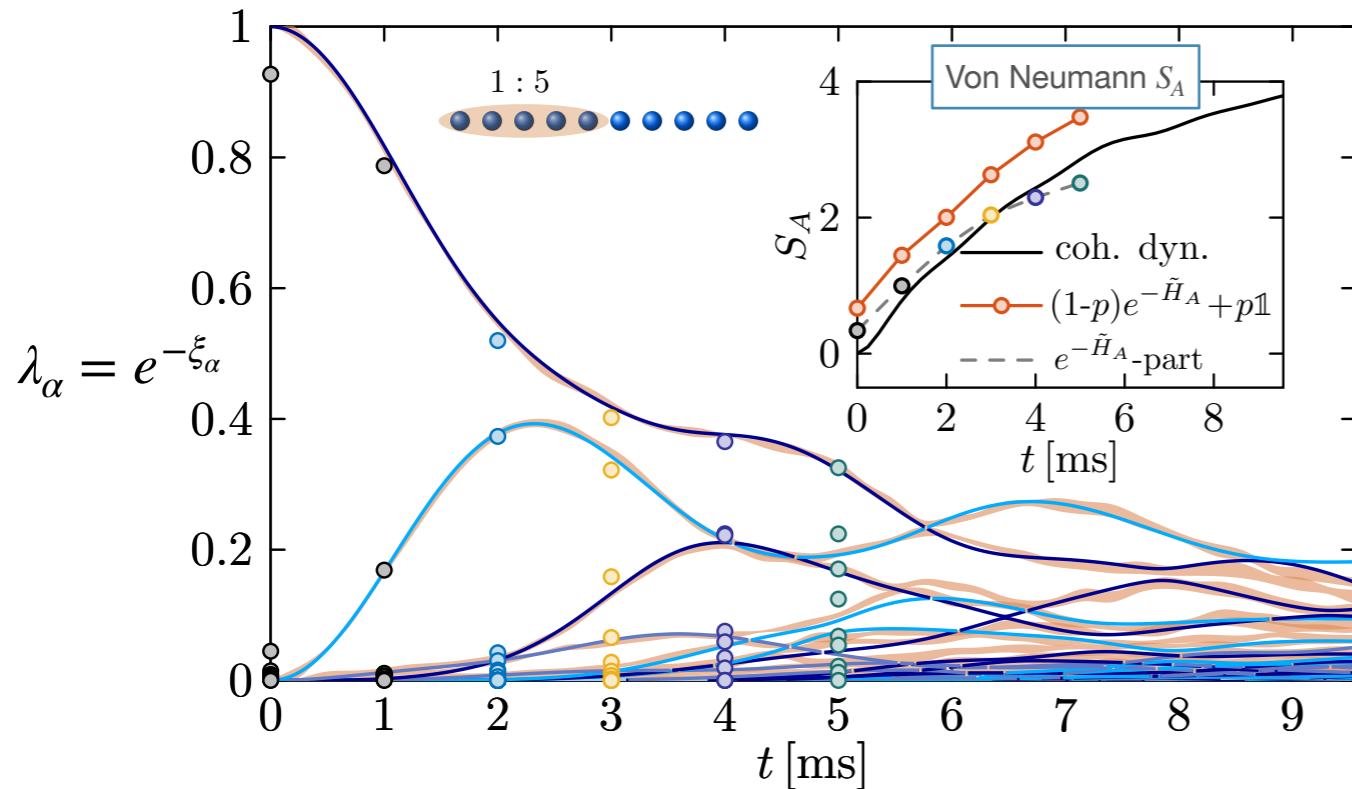 1 : 5
λ_α = e^{−ξ_α}
1
0.8
0.6
0.4
0.2
0
0 1 2 3 4 5 6 7 8 9
t [ms]
Von Neumann S_A
S_A
4
2
0
coh. dyn.
(1-p)e^{−H̃_A}+p𝟙
e^{−H̃_A}-part
0 2 4 6 8
t [ms]